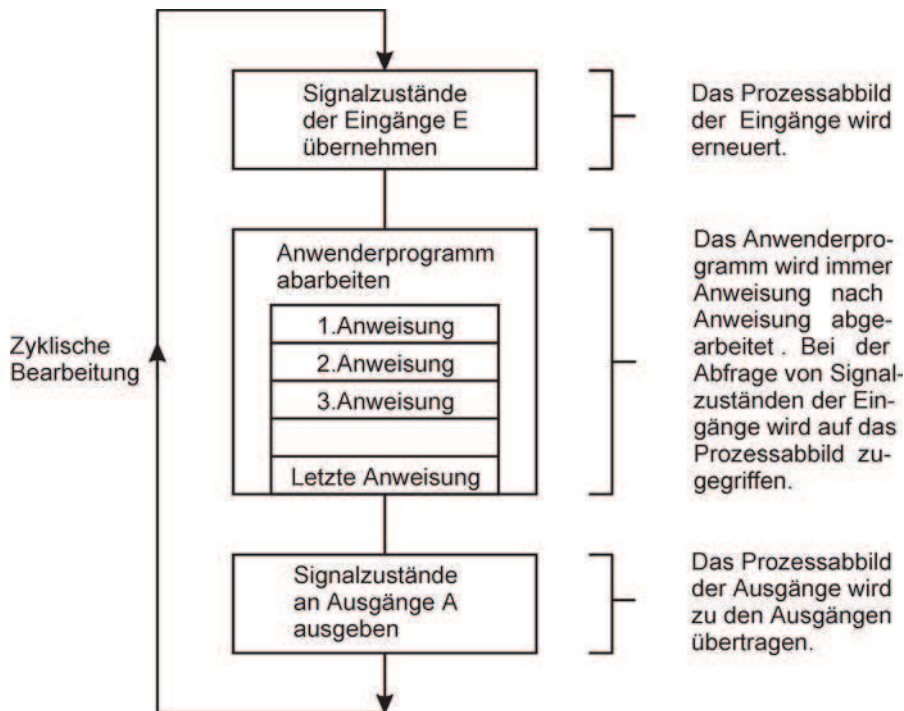 Signalzustände
der Eingänge E
übernehmen
Das Prozessabbild
der Eingänge wird
erneuert.
Anwenderprogramm
abarbeiten
1.Anweisung
2.Anweisung
3.Anweisung
Letzte Anweisung
Das Anwenderpro-
gramm wird immer
Anweisung nach
Anweisung abge-
arbeitet . Bei der
Abfrage von Signal-
zuständen der Ein-
gänge wird auf das
Prozessabbild zu-
gegriffen.
Zyklische
Bearbeitung
Signalzustände
an Ausgänge A
ausgeben
Das Prozessabbild
der Ausgänge wird
zu den Ausgängen
übertragen.